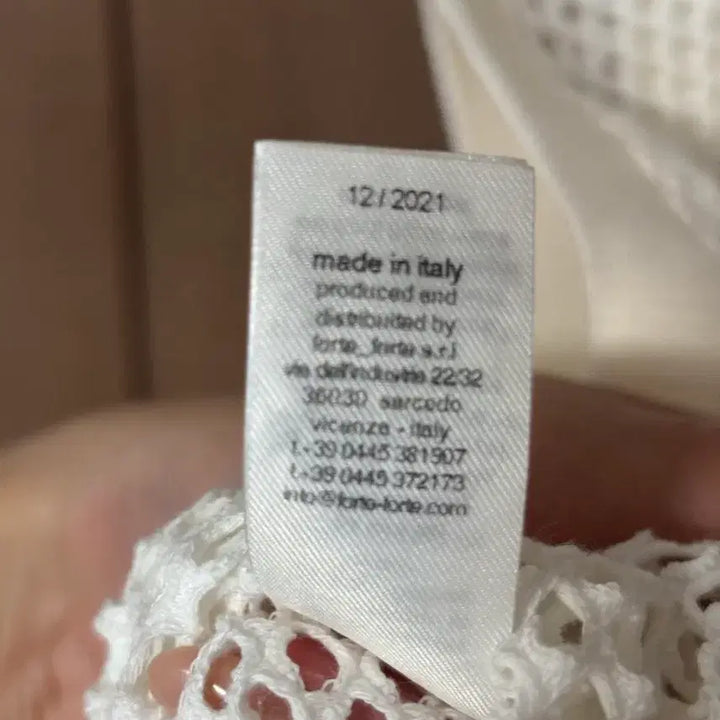 12/2021
made in italy
produced and
distributed by
forte_forte s.r.l
via dell'industria 22/32
36030 sarcedo
vicenza - italy
t.+39 0445 381907
t.+39 0445 372173
info@forte-forte.com